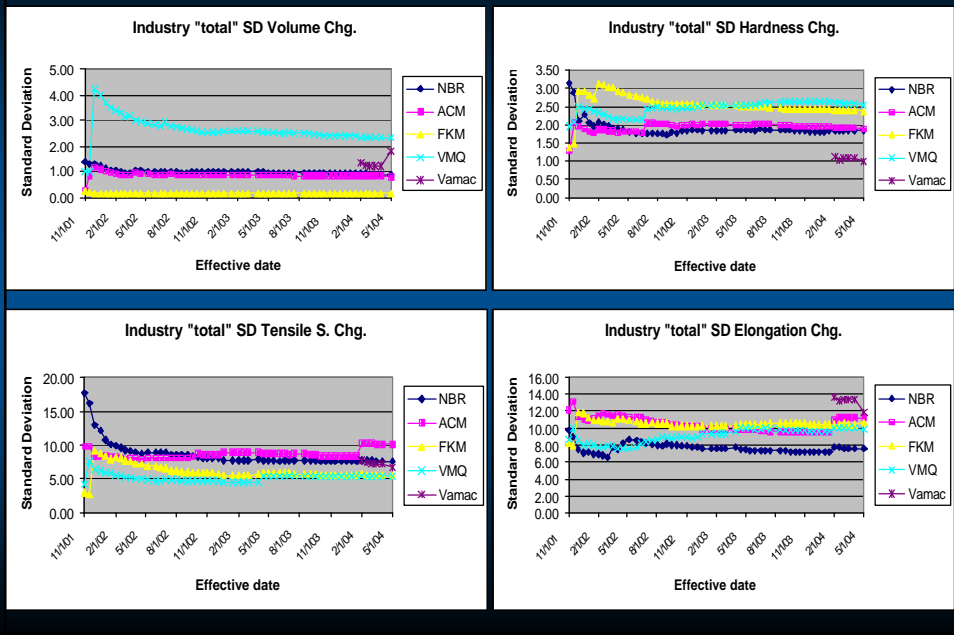 Industry "total" SD Volume Chg.
Standard Deviation
5.00
4.00
3.00
2.00
1.00
0.00
11/1/01
2/1/02
5/1/02
8/1/02
11/1/02
2/1/03
5/1/03
8/1/03
11/1/03
2/1/04
5/1/04
Effective date
NBR
ACM
FKM
VMQ
Vamac
Industry "total" SD Hardness Chg.
Standard Deviation
3.50
3.00
2.50
2.00
1.50
1.00
0.50
0.00
11/1/01
2/1/02
5/1/02
8/1/02
11/1/02
2/1/03
5/1/03
8/1/03
11/1/03
2/1/04
5/1/04
Effective date
NBR
ACM
FKM
VMQ
Vamac
Industry "total" SD Tensile S. Chg.
Standard Deviation
20.00
15.00
10.00
5.00
0.00
11/1/01
2/1/02
5/1/02
8/1/02
11/1/02
2/1/03
5/1/03
8/1/03
11/1/03
2/1/04
5/1/04
Effective date
NBR
ACM
FKM
VMQ
Vamac
Industry "total" SD Elongation Chg.
Standard Deviation
16.00
14.00
12.00
10.00
8.00
6.00
4.00
2.00
0.00
11/1/01
2/1/02
5/1/02
8/1/02
11/1/02
2/1/03
5/1/03
8/1/03
11/1/03
2/1/04
5/1/04
Effective date
NBR
ACM
FKM
VMQ
Vamac